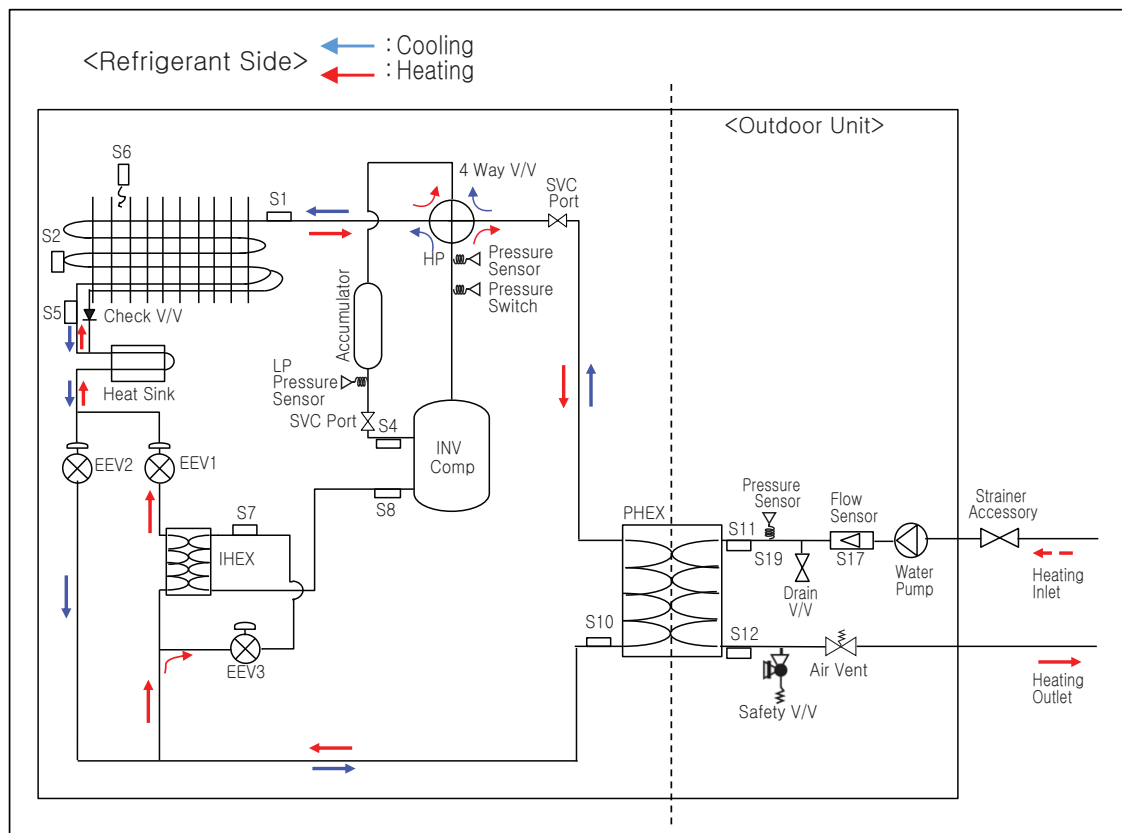 <Refrigerant Side>
: Cooling
: Heating
<Outdoor Unit>
S6
4 Way V/V
SVC
Port
S1
S2
HP
Pressure
Sensor
Pressure
Switch
S5
Check V/V
Accumulator
Heat Sink
LP
Pressure
Sensor
SVC Port
S4
INV
Comp
EEV2
EEV1
S8
S7
IHEX
EEV3
PHEX
S10
S11
S19
Pressure
Sensor
Drain
V/V
Flow
Sensor
S17
Water
Pump
Strainer
Accessory
Heating
Inlet
S12
Safety V/V
Air Vent
Heating
Outlet